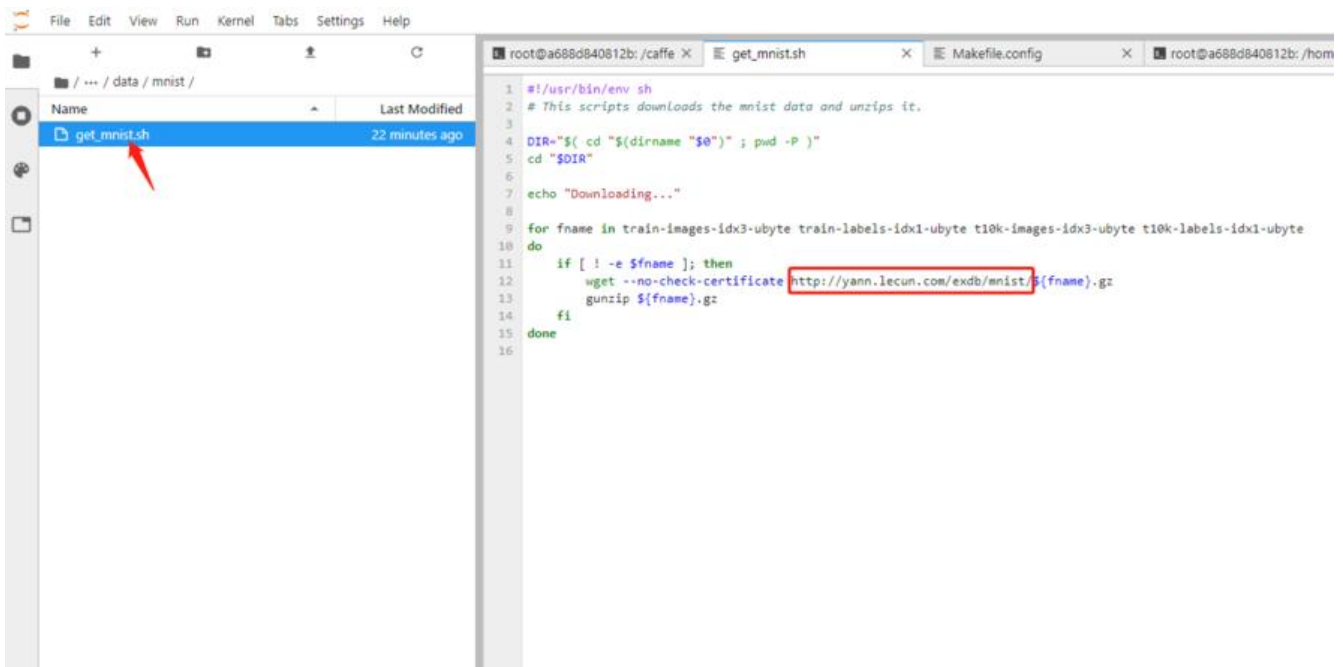 File Edit View Run Kernel Tabs Settings Help
root@a688d840812b: /caffe × get_mnist.sh × Makefile.config × root@a688d840812b: /hom
/ ··· / data / mnist /
Name Last Modified
get_mnist.sh 22 minutes ago
1 #!/usr/bin/env sh
2 # This scripts downloads the mnist data and unzips it.
3
4 DIR="$( cd "$(dirname "$0")" ; pwd -P )"
5 cd "$DIR"
6
7 echo "Downloading..."
8
9 for fname in train-images-idx3-ubyte train-labels-idx1-ubyte t10k-images-idx3-ubyte t10k-labels-idx1-ubyte
10 do
11     if [ ! -e $fname ]; then
12         wget --no-check-certificate http://yann.lecun.com/exdb/mnist/${fname}.gz
13         gunzip ${fname}.gz
14     fi
15 done
16